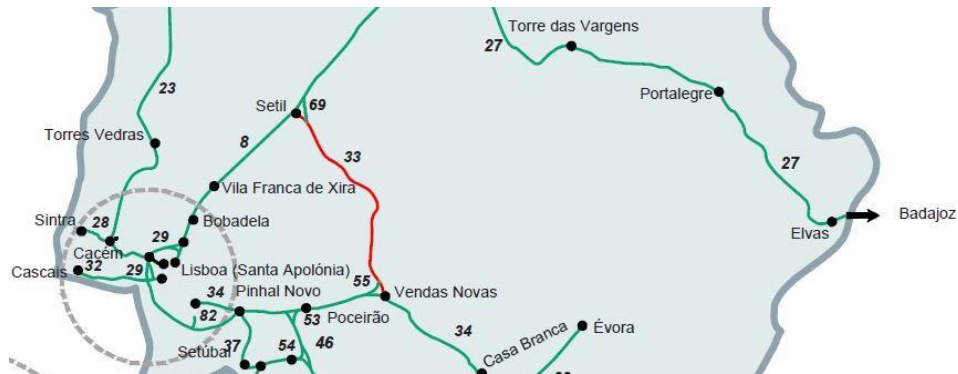 Torre das Vargens
27
23
Portalegre
Setil
69
Torres Vedras
8
33
27
Vila Franca de Xira
Sintra
28
Bobadela
Badajoz
29
Elvas
Cacém
Cascais
32
29
Lisboa (Santa Apolónia)
55
34
Pinhal Novo
Vendas Novas
82
53
Poceirão
34
Évora
Setúbal
37
54
46
Casa Branca